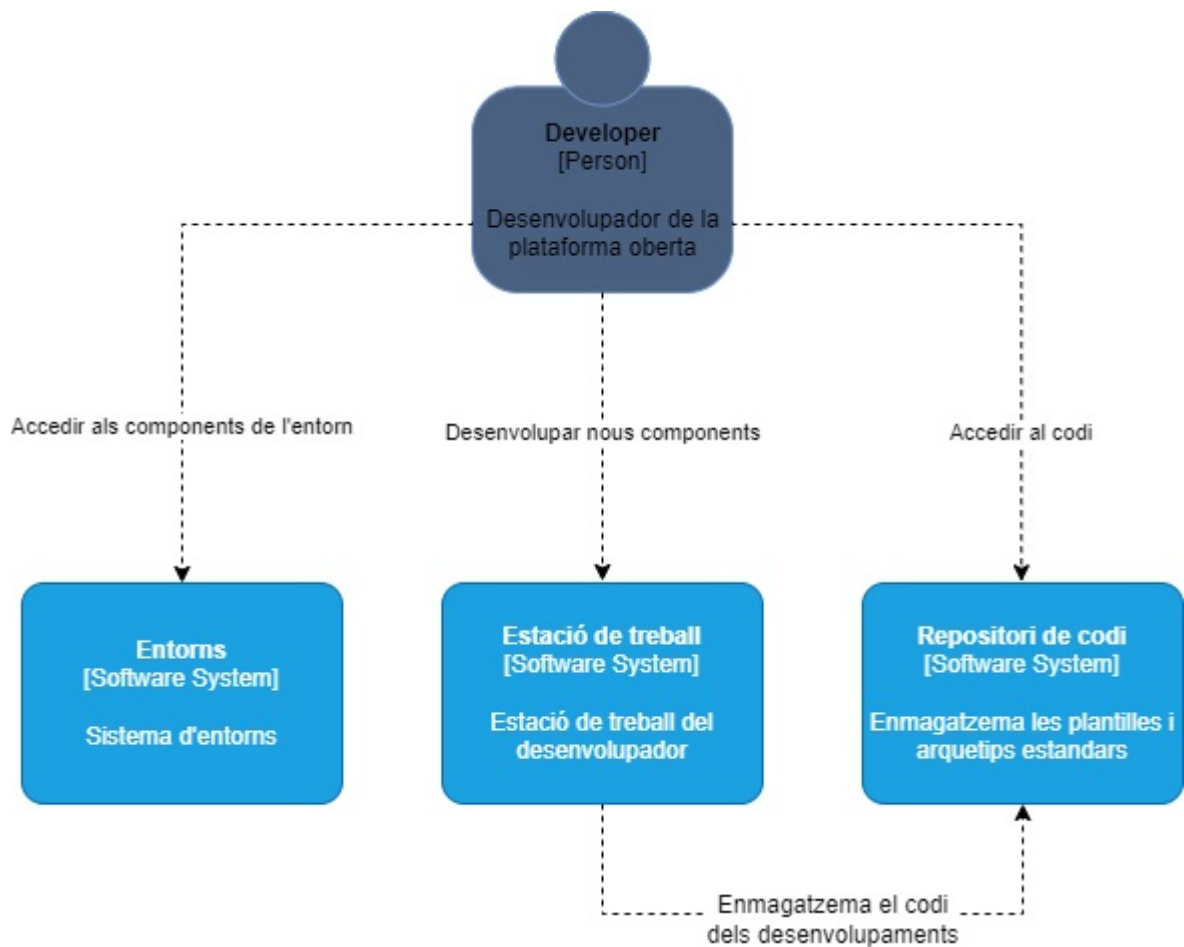 Developer
[Person]
Desenvolupador de la
plataforma oberta
Accedir als components de l'entorn
Desenvolupar nous components
Accedir al codi
Entorns
[Software System]
Sistema d'entorns
Estació de treball
[Software System]
Estació de treball del
desenvolupador
Repositori de codi
[Software System]
Enmagatzema les plantilles i
arquetips estandars
Enmagatzema el codi
dels desenvolupaments